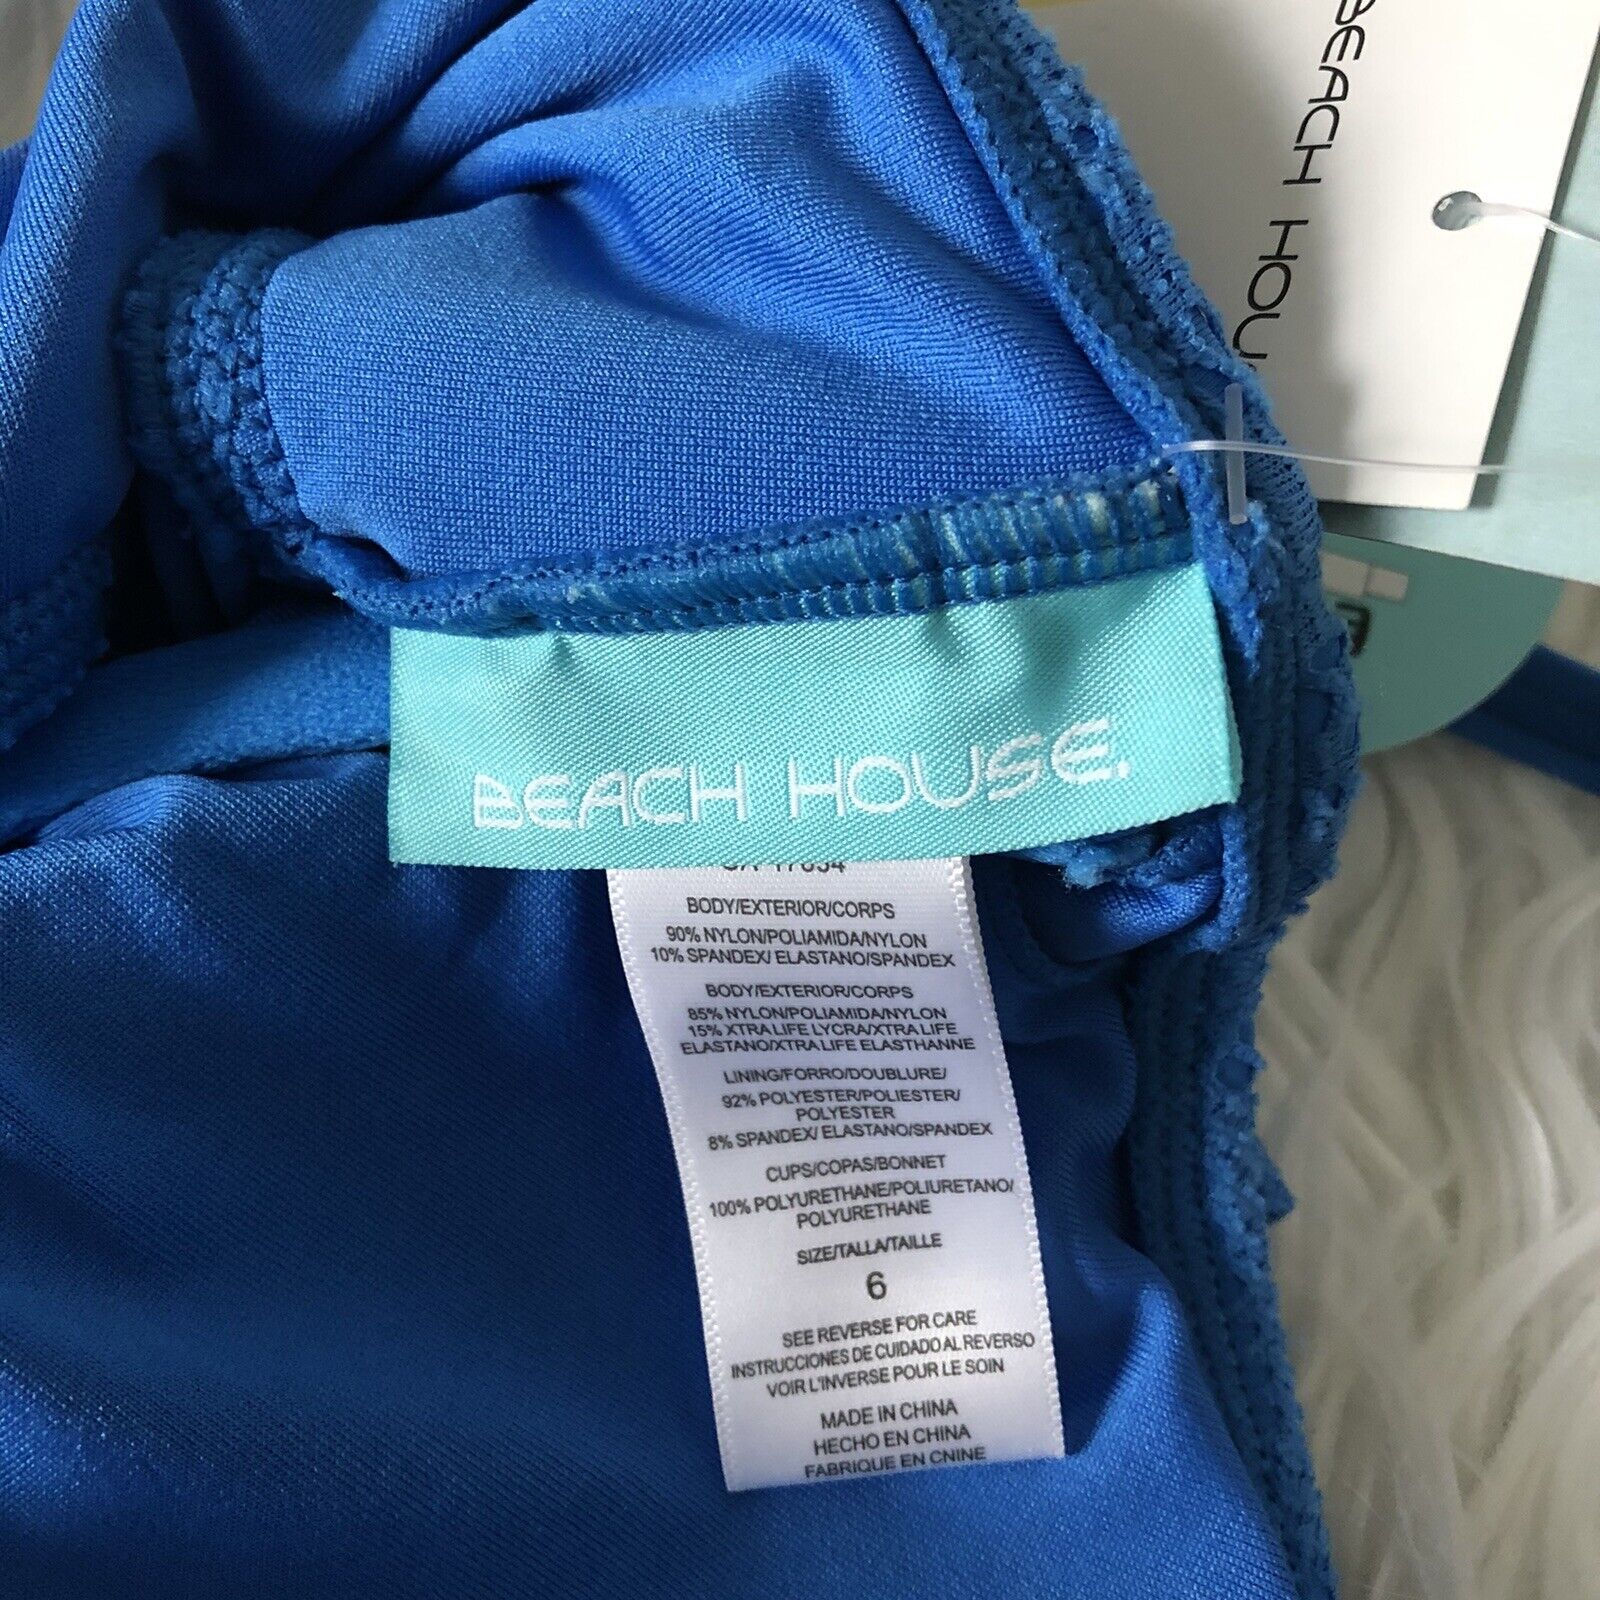 BEACH HOU
BEACH HOUSE.
17634
BODY/EXTERIOR/CORPS
90% NYLON/POLIAMIDA/NYLON
10% SPANDEX/ ELASTANO/SPANDEX
BODY/EXTERIOR/CORPS
85% NYLON/POLIAMIDA/NYLON
15% XTRA LIFE LYCRA/XTRA LIFE
ELASTANO/XTRA LIFE ELASTHANNE
LINING/FORRO/DOUBLURE/
92% POLYESTER/POLIESTER/
POLYESTER
8% SPANDEX/ ELASTANO/SPANDEX
CUPS/COPAS/BONNET
100% POLYURETHANE/POLIURETANO/
POLYURETHANE
SIZE/TALLA/TAILLE
6
SEE REVERSE FOR CARE
INSTRUCCIONES DE CUIDADO AL REVERSO
VOIR L'INVERSE POUR LE SOIN
MADE IN CHINA
HECHO EN CHINA
FABRIQUE EN CNINE